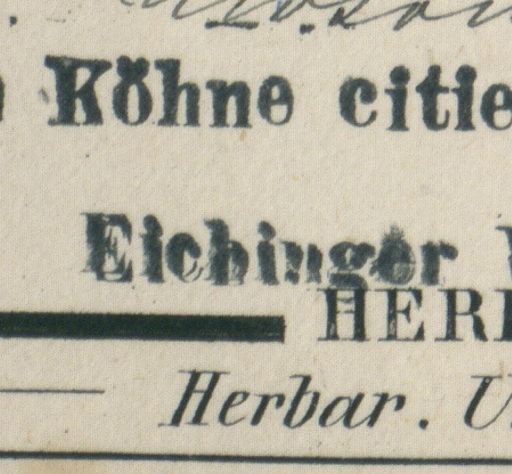 Köhne citie
Eichinger
HER
Herbar. U